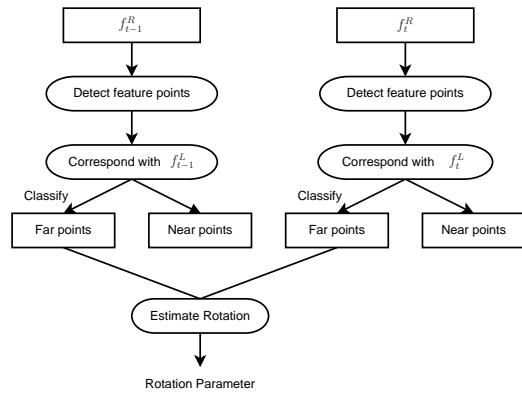 f_{t-1}^R f_t^R
Detect feature points Detect feature points
Correspond with f_{t-1}^L Correspond with f_t^L
Classify Classify
Far points Near points Far points Near points
Estimate Rotation
Rotation Parameter